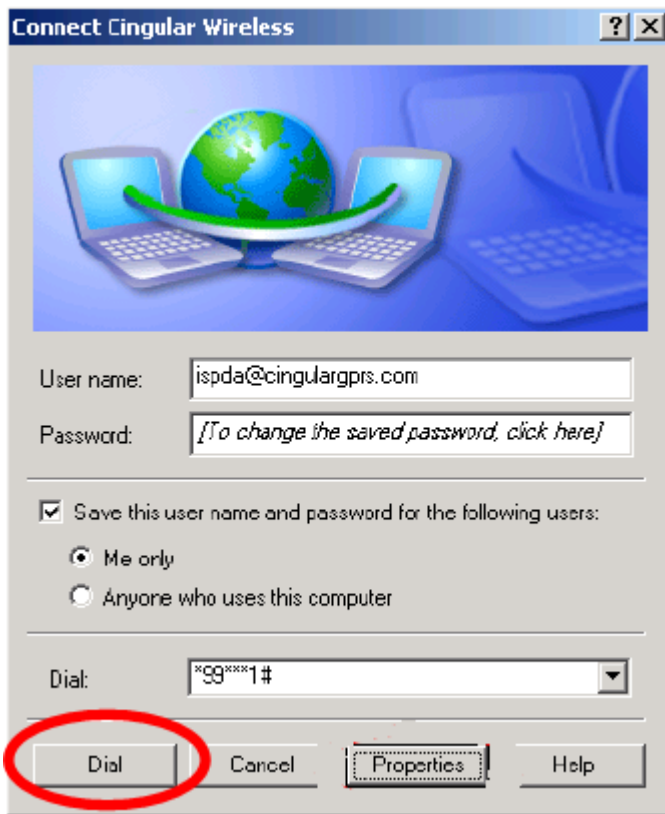 Connect Cingular Wireless
User name: ispda@cingulargprs.com
Password: [To change the saved password, click here]
Save this user name and password for the following users:
Me only
Anyone who uses this computer
Dial: *99***1#
Dial Cancel Properties Help